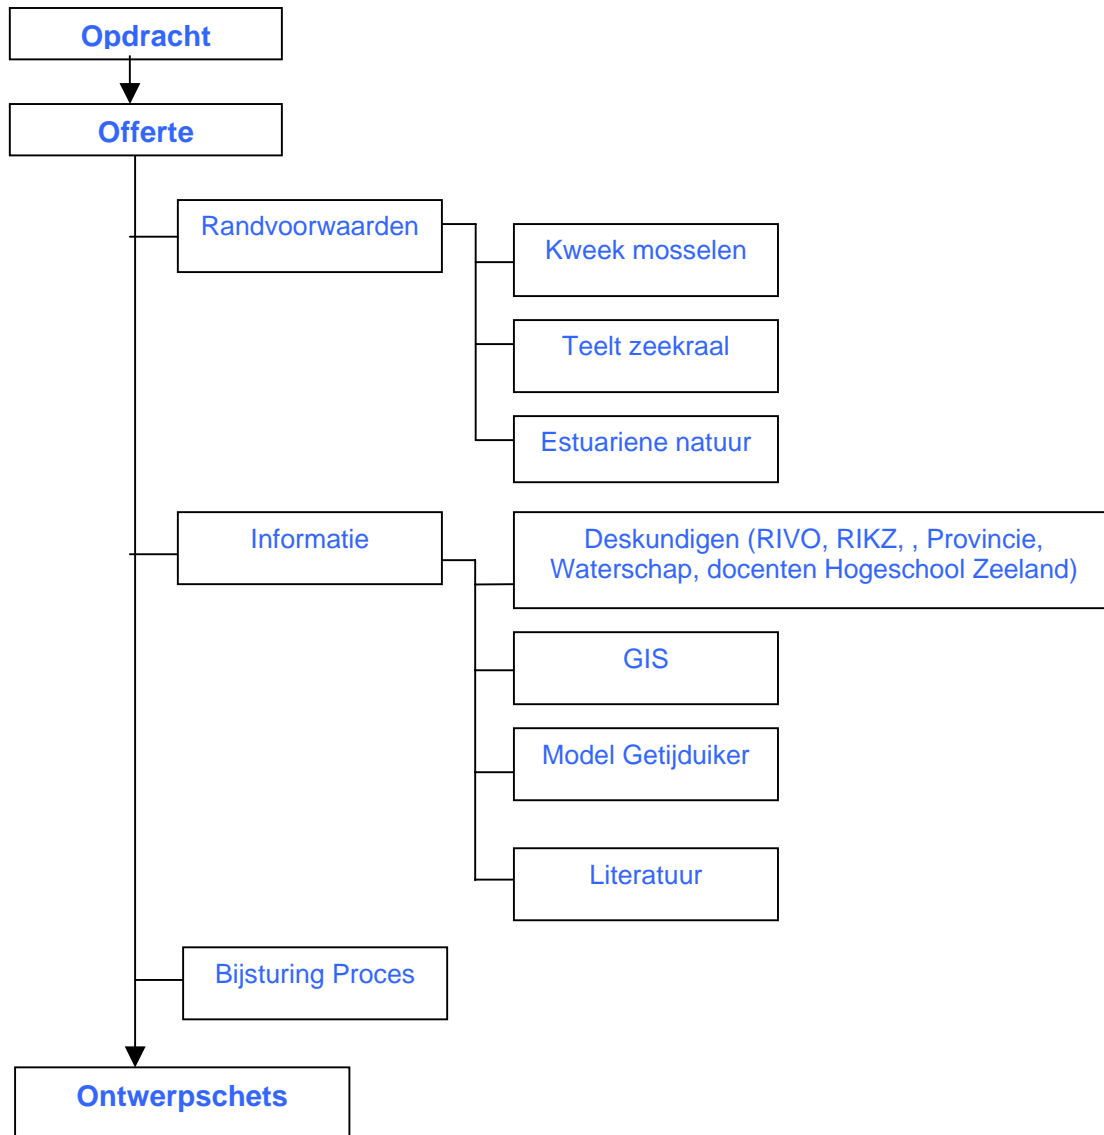 Opdracht
Offerte
Randvoorwaarden
Kweek mosselen
Teelt zeekraal
Estuariene natuur
Informatie
Deskundigen (RIVO, RIKZ, , Provincie,
Waterschap, docenten Hogeschool Zeeland)
GIS
Model Getijduiker
Literatuur
Bijsturing Proces
Ontwerpschets